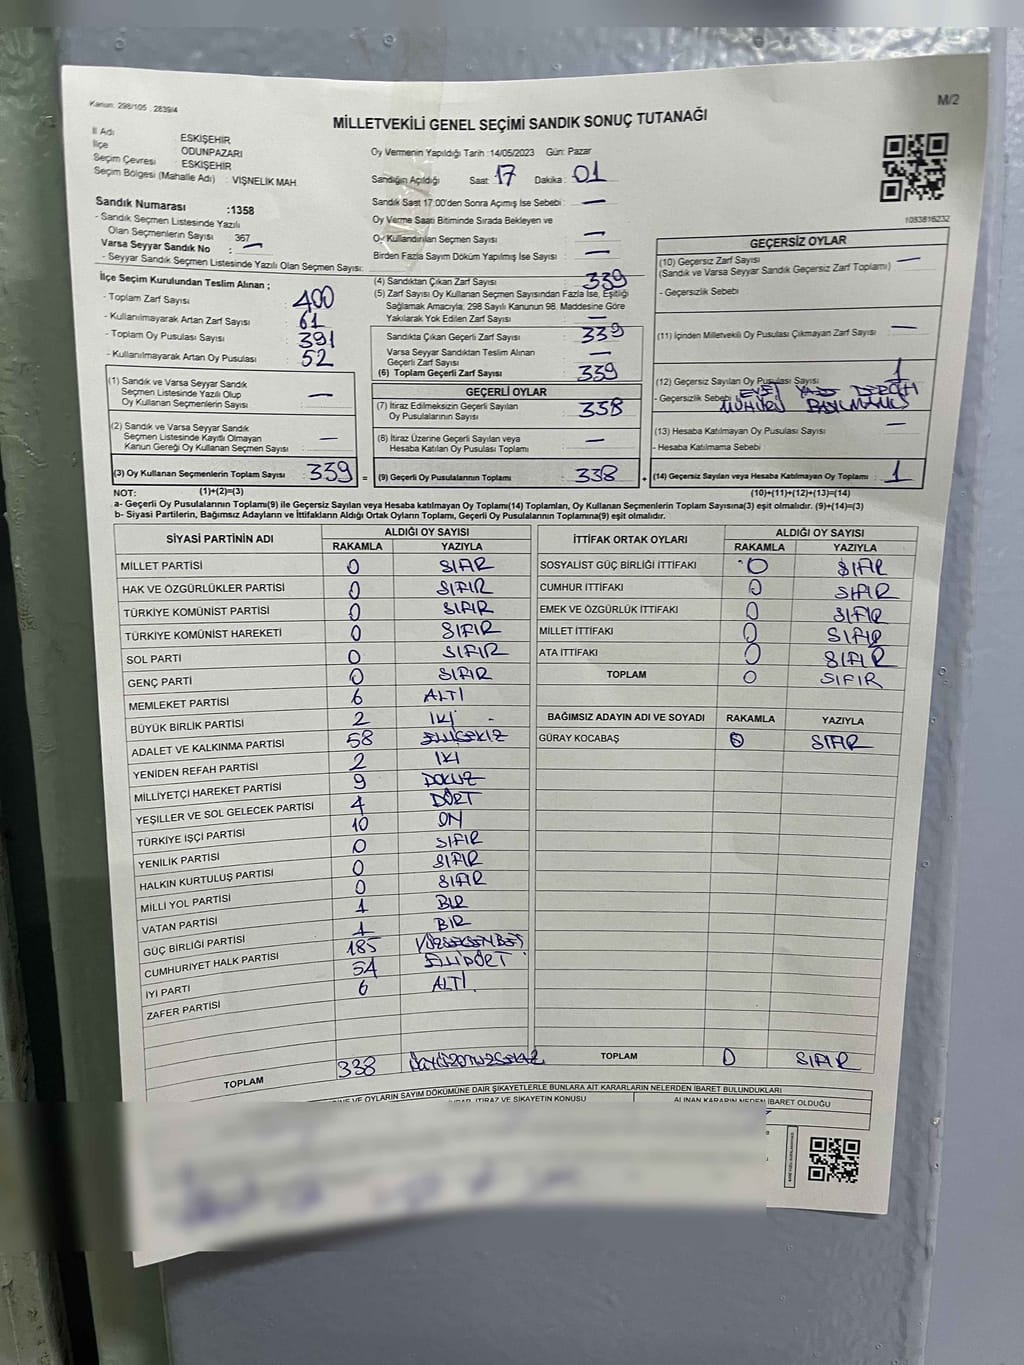 Kanun: 298/105 , 2839/4
M/2
MİLLETVEKİLİ GENEL SEÇİMİ SANDIK SONUÇ TUTANAĞI
İl Adı ESKİŞEHİR
İlçe ODUNPAZARI
Seçim Çevresi ESKİŞEHİR
Seçim Bölgesi (Mahalle Adı) : VİŞNELİK MAH.
Oy Vermenin Yapıldığı Tarih :14/05/2023 Gün: Pazar
Sandığın Açıldığı Saat: 17 Dakika : 01
Sandık Saat 17:00'den Sonra Açımış İse Sebebi : —
Oy Verme Saati Bitiminde Sırada Bekleyen ve
Oy Kullandırılan Seçmen Sayısı : —
Birden Fazla Sayım Döküm Yapılmış İse Sayısı : —
1083816232
Sandık Numarası :1358
- Sandık Seçmen Listesinde Yazılı
Olan Seçmenlerin Sayısı 367
Varsa Seyyar Sandık No : —
- Seyyar Sandık Seçmen Listesinde Yazılı Olan Seçmen Sayısı:
İlçe Seçim Kurulundan Teslim Alınan ;
- Toplam Zarf Sayısı : 400
- Kullanılmayarak Artan Zarf Sayısı : 61
- Toplam Oy Pusulası Sayısı : 391
- Kullanılmayarak Artan Oy Pusulası : 52
(1) Sandık ve Varsa Seyyar Sandık
Seçmen Listesinde Yazılı Olup
Oy Kullanan Seçmenlerin Sayısı : —
(2) Sandık ve Varsa Seyyar Sandık
Seçmen Listesinde Kayıtlı Olmayan
Kanun Gereği Oy Kullanan Seçmen Sayısı : —
(3) Oy Kullanan Seçmenlerin Toplam Sayısı 339 =
(1)+(2)=(3)
(4) Sandıktan Çıkan Zarf Sayısı : 339
(5) Zarf Sayısı Oy Kullanan Seçmen Sayısından Fazla İse, Eşitliği
Sağlamak Amacıyla; 298 Sayılı Kanunun 98. Maddesine Göre
Yakılarak Yok Edilen Zarf Sayısı : —
Sandıkta Çıkan Geçerli Zarf Sayısı : 339
Varsa Seyyar Sandıktan Teslim Alınan
Geçerli Zarf Sayısı : —
(6) Toplam Geçerli Zarf Sayısı : 339
GEÇERLİ OYLAR
(7) İtiraz Edilmeksizin Geçerli Sayılan
Oy Pusulalarının Sayısı : 338
(8) İtiraz Üzerine Geçerli Sayılan veya
Hesaba Katılan Oy Pusulası Toplamı : —
(9) Geçerli Oy Pusulalarının Toplamı : 338 +
GEÇERSİZ OYLAR
(10) Geçersiz Zarf Sayısı : —
(Sandık ve Varsa Seyyar Sandık Geçersiz Zarf Toplamı)
- Geçersizlik Sebebi
(11) İçinden Milletvekili Oy Pusulası Çıkmayan Zarf Sayısı : —
(12) Geçersiz Sayılan Oy Pusulası Sayısı : 1
- Geçersizlik Sebebi
MÜHÜRÜ BASILMAMIŞ
(13) Hesaba Katılmayan Oy Pusulası Sayısı : —
- Hesaba Katılmama Sebebi
(14) Geçersiz Sayılan veya Hesaba Katılmayan Oy Toplamı : 1
(10)+(11)+(12)+(13)=(14)
NOT:
a- Geçerli Oy Pusulalarının Toplamı(9) ile Geçersiz Sayılan veya Hesaba katılmayan Oy Toplamı(14) Toplamları, Oy Kullanan Seçmenlerin Toplam Sayısına(3) eşit olmalıdır. (9)+(14)=(3)
b- Siyasi Partilerin, Bağımsız Adayların ve İttifakların Aldığı Ortak Oyların Toplamı, Geçerli Oy Pusulalarının Toplamına(9) eşit olmalıdır.
SİYASİ PARTİNİN ADI ALDIĞI OY SAYISI
RAKAMLA YAZIYLA
MİLLET PARTİSİ 0 SIFIR
HAK VE ÖZGÜRLÜKLER PARTİSİ 0 SIFIR
TÜRKİYE KOMÜNİST PARTİSİ 0 SIFIR
TÜRKİYE KOMÜNİST HAREKETİ 0 SIFIR
SOL PARTİ 0 SIFIR
GENÇ PARTİ 0 SIFIR
MEMLEKET PARTİSİ 6 ALTI
BÜYÜK BİRLİK PARTİSİ 2 İKİ
ADALET VE KALKINMA PARTİSİ 58 ELLİSEKİZ
YENİDEN REFAH PARTİSİ 2 İKİ
MİLLİYETÇİ HAREKET PARTİSİ 9 DOKUZ
YEŞİLLER VE SOL GELECEK PARTİSİ 4 DÖRT
TÜRKİYE İŞÇİ PARTİSİ 10 ON
YENİLİK PARTİSİ 0 SIFIR
HALKIN KURTULUŞ PARTİSİ 0 SIFIR
MİLLİ YOL PARTİSİ 0 SIFIR
VATAN PARTİSİ 1 BİR
GÜÇ BİRLİĞİ PARTİSİ 1 BİR
CUMHURİYET HALK PARTİSİ 185 YÜZSEKSENBEŞ
İYİ PARTİ 54 ELLİDÖRT
ZAFER PARTİSİ 6 ALTI
TOPLAM 338 ÜÇYÜZOTUZSEKİZ
İTTİFAK ORTAK OYLARI ALDIĞI OY SAYISI
RAKAMLA YAZIYLA
SOSYALİST GÜÇ BİRLİĞİ İTTİFAKI 0 SIFIR
CUMHUR İTTİFAKI 0 SIFIR
EMEK VE ÖZGÜRLÜK İTTİFAKI 0 SIFIR
MİLLET İTTİFAKI 0 SIFIR
ATA İTTİFAKI 0 SIFIR
TOPLAM 0 SIFIR
BAĞIMSIZ ADAYIN ADI VE SOYADI RAKAMLA YAZIYLA
GÜRAY KOCABAŞ 0 SIFIR
TOPLAM 0 SIFIR
VE OYLARIN SAYIM DÖKÜMÜNE DAİR ŞİKAYETLERLE BUNLARA AİT KARARLARIN NELERDEN İBARET BULUNDUKLARI
İTİRAZ VE ŞİKAYETİN KONUSU ALINAN KARARIN NEDEN İBARET OLDUĞU